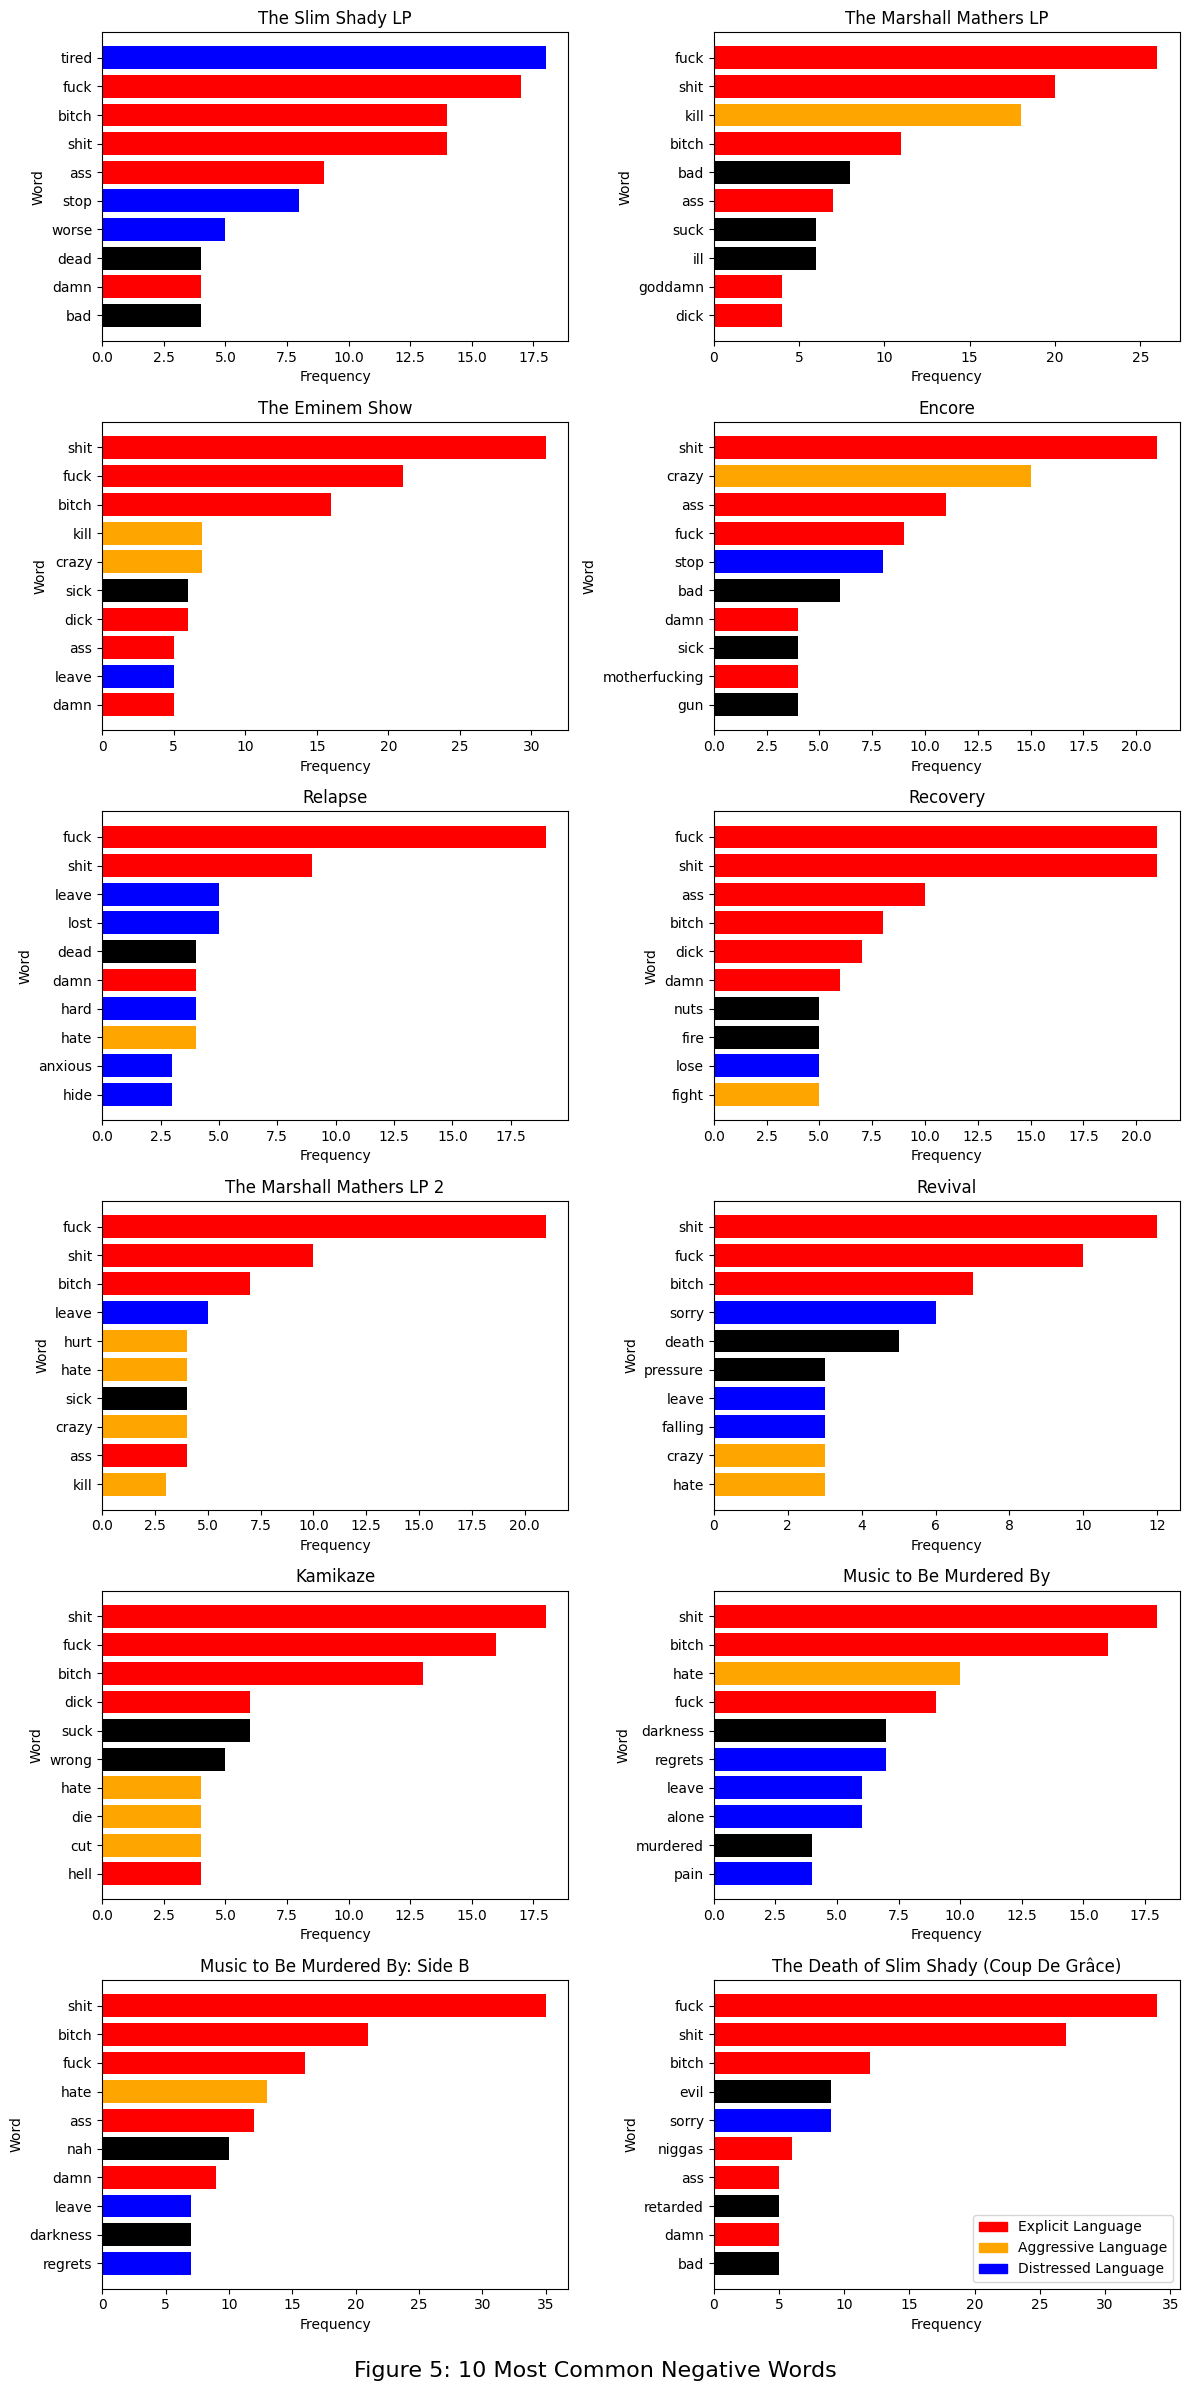 The Slim Shady LP
Word
tired
fuck
bitch
shit
ass
stop
worse
dead
damn
bad
0.0 2.5 5.0 7.5 10.0 12.5 15.0 17.5
Frequency
The Marshall Mathers LP
Word
fuck
shit
kill
bitch
bad
ass
suck
ill
goddamn
dick
0 5 10 15 20 25
Frequency
The Eminem Show
Word
shit
fuck
bitch
kill
crazy
sick
dick
ass
leave
damn
0 5 10 15 20 25 30
Frequency
Encore
Word
shit
crazy
ass
fuck
stop
bad
damn
sick
motherfucking
gun
0.0 2.5 5.0 7.5 10.0 12.5 15.0 17.5 20.0
Frequency
Relapse
Word
fuck
shit
leave
lost
dead
damn
hard
hate
anxious
hide
0.0 2.5 5.0 7.5 10.0 12.5 15.0 17.5
Frequency
Recovery
Word
fuck
shit
ass
bitch
dick
damn
nuts
fire
lose
fight
0.0 2.5 5.0 7.5 10.0 12.5 15.0 17.5 20.0
Frequency
The Marshall Mathers LP 2
Word
fuck
shit
bitch
leave
hurt
hate
sick
crazy
ass
kill
0.0 2.5 5.0 7.5 10.0 12.5 15.0 17.5 20.0
Frequency
Revival
Word
shit
fuck
bitch
sorry
death
pressure
leave
falling
crazy
hate
0 2 4 6 8 10 12
Frequency
Kamikaze
Word
shit
fuck
bitch
dick
suck
wrong
hate
die
cut
hell
0.0 2.5 5.0 7.5 10.0 12.5 15.0 17.5
Frequency
Music to Be Murdered By
Word
shit
bitch
hate
fuck
darkness
regrets
leave
alone
murdered
pain
0.0 2.5 5.0 7.5 10.0 12.5 15.0 17.5
Frequency
Music to Be Murdered By: Side B
Word
shit
bitch
fuck
hate
ass
nah
damn
leave
darkness
regrets
0 5 10 15 20 25 30 35
Frequency
The Death of Slim Shady (Coup De Grâce)
Word
fuck
shit
bitch
evil
sorry
niggas
ass
retarded
damn
bad
Explicit Language
Aggressive Language
Distressed Language
0 5 10 15 20 25 30 35
Frequency
Figure 5: 10 Most Common Negative Words